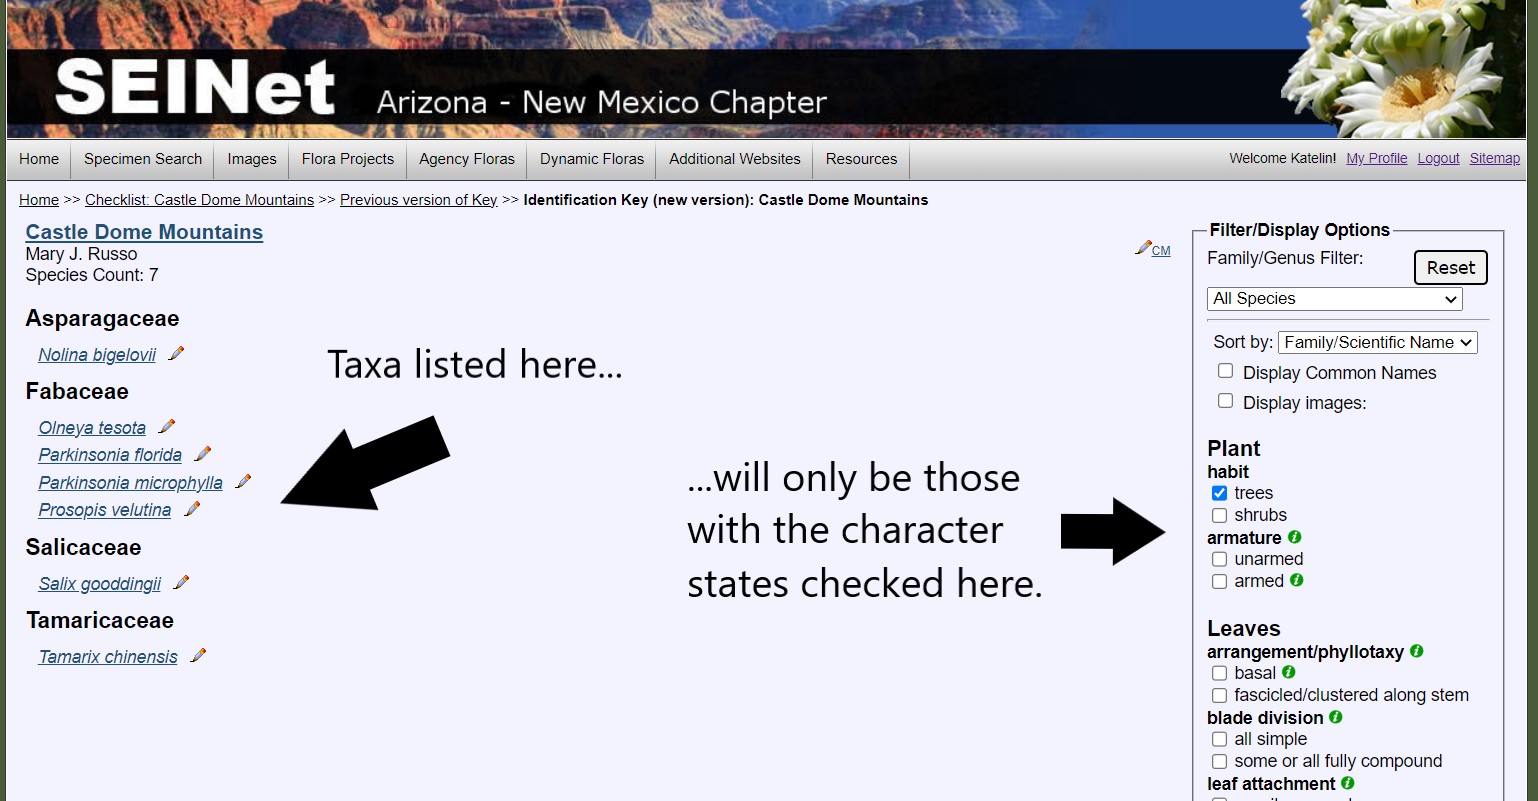 SEINet Arizona - New Mexico Chapter
Home Specimen Search Images Flora Projects Agency Floras Dynamic Floras Additional Websites Resources Welcome Katelin! My Profile Logout Sitemap
Home >> Checklist: Castle Dome Mountains >> Previous version of Key >> Identification Key (new version): Castle Dome Mountains
Castle Dome Mountains
Mary J. Russo
Species Count: 7
CM
Asparagaceae
Nolina bigelovii
Fabaceae
Olneya tesota
Parkinsonia florida
Parkinsonia microphylla
Prosopis velutina
Salicaceae
Salix gooddingii
Tamaricaceae
Tamarix chinensis
Taxa listed here...
...will only be those
with the character
states checked here.
Filter/Display Options
Family/Genus Filter:
Reset
All Species
Sort by: Family/Scientific Name
Display Common Names
Display images:
Plant
habit
trees
shrubs
armature
unarmed
armed
Leaves
arrangement/phyllotaxy
basal
fascicled/clustered along stem
blade division
all simple
some or all fully compound
leaf attachment